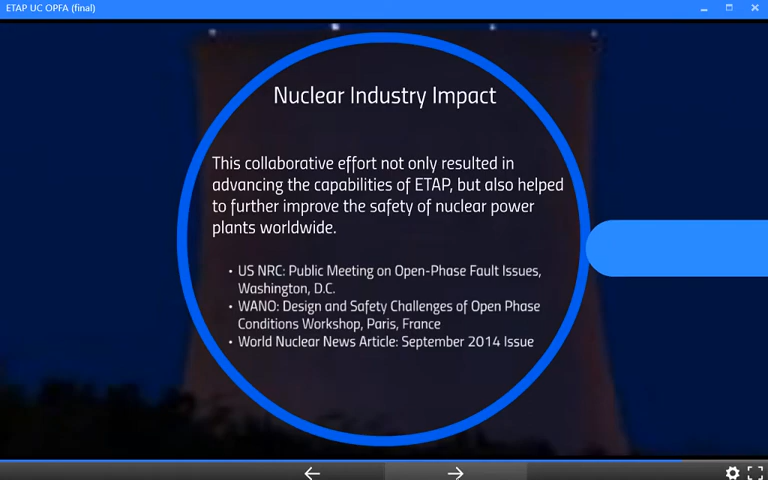 ETAP UC OPFA (final)
Nuclear Industry Impact
This collaborative effort not only resulted in
advancing the capabilities of ETAP, but also helped
to further improve the safety of nuclear power
plants worldwide.
• US NRC: Public Meeting on Open-Phase Fault Issues,
Washington, D.C.
• WANO: Design and Safety Challenges of Open Phase
Conditions Workshop, Paris, France
• World Nuclear News Article: September 2014 Issue